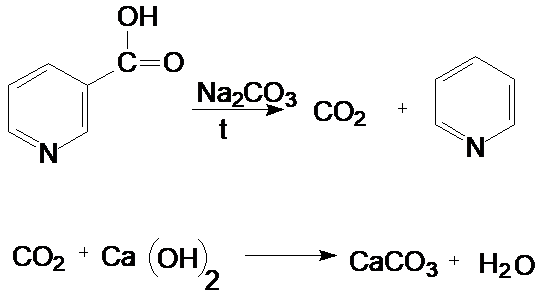 OH
C=O
N
Na₂CO₃
t
CO₂ +
N
CO₂ + Ca (OH)₂ CaCO₃ + H₂O